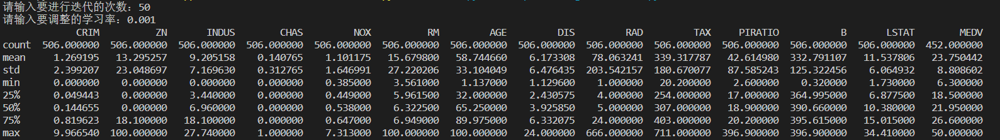 请输入要进行迭代的次数：50
请输入要调整的学习率：0.001
CRIM ZN INDUS CHAS NOX RM AGE DIS RAD TAX PIRATIO B LSTAT MEDV
count 506.000000 506.000000 506.000000 506.000000 506.000000 506.000000 506.000000 506.000000 506.000000 506.000000 506.000000 506.000000 506.000000 452.000000
mean 1.269195 13.295257 9.205158 0.140765 1.101175 15.679800 58.744660 6.173308 78.063241 339.317787 42.614980 332.791107 11.537806 23.750442
std 2.399207 23.048697 7.169630 0.312765 1.646991 27.220206 33.104049 6.476435 203.542157 180.670077 87.585243 125.322456 6.064932 8.808602
min 0.000000 0.000000 0.000000 0.000000 0.385000 3.561000 1.137000 1.129600 1.000000 20.200000 2.600000 0.320000 1.730000 6.300000
25% 0.049443 0.000000 3.440000 0.000000 0.449000 5.961500 32.000000 2.430575 4.000000 254.000000 17.000000 364.995000 6.877500 18.500000
50% 0.144655 0.000000 6.960000 0.000000 0.538000 6.322500 65.250000 3.925850 5.000000 307.000000 18.900000 390.660000 10.380000 21.950000
75% 0.819623 18.100000 18.100000 0.000000 0.647000 6.949000 89.975000 6.332075 24.000000 403.000000 20.200000 395.615000 15.015000 26.600000
max 9.966540 100.000000 27.740000 1.000000 7.313000 100.000000 100.000000 24.000000 666.000000 711.000000 396.900000 396.900000 34.410000 50.000000